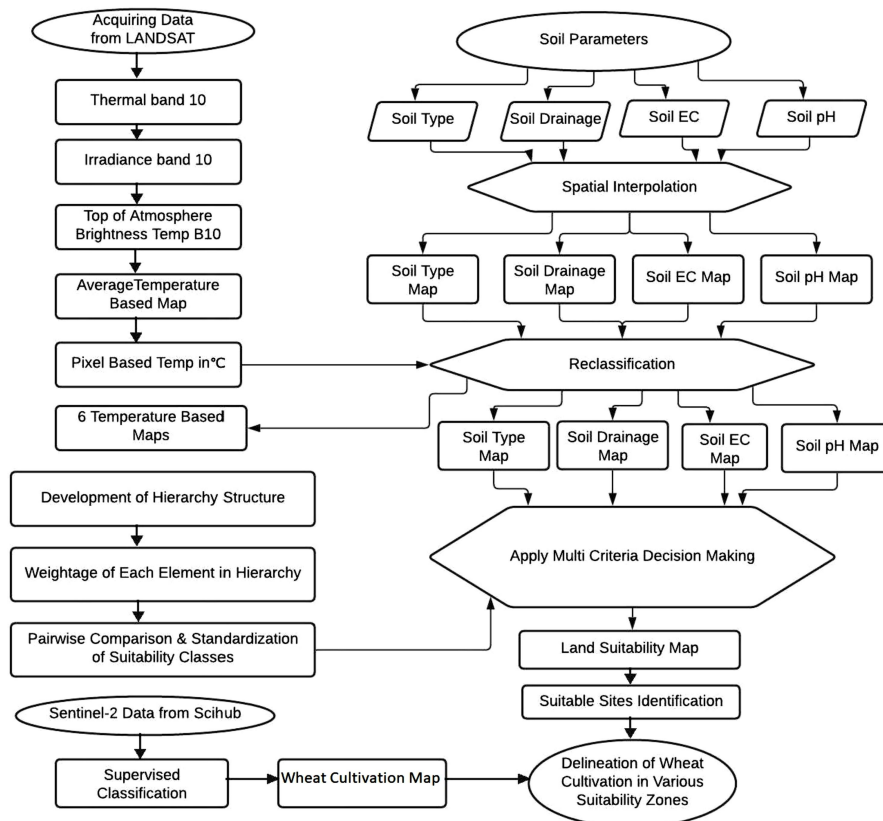 Acquiring Data
from LANDSAT
Thermal band 10
Irradiance band 10
Top of Atmosphere
Brightness Temp B10
AverageTemperature
Based Map
Pixel Based Temp in°C
6 Temperature Based
Maps
Soil Parameters
Soil Type
Soil Drainage
Soil EC
Soil pH
Spatial Interpolation
Soil Type
Map
Soil Drainage
Map
Soil EC Map
Soil pH Map
Reclassification
Soil Type
Map
Soil Drainage
Map
Soil EC
Map
Soil pH Map
Development of Hierarchy Structure
Weightage of Each Element in Hierarchy
Pairwise Comparison & Standardization
of Suitability Classes
Apply Multi Criteria Decision Making
Land Suitability Map
Suitable Sites Identification
Sentinel-2 Data from Scihub
Supervised
Classification
Wheat Cultivation Map
Delineation of Wheat
Cultivation in Various
Suitability Zones